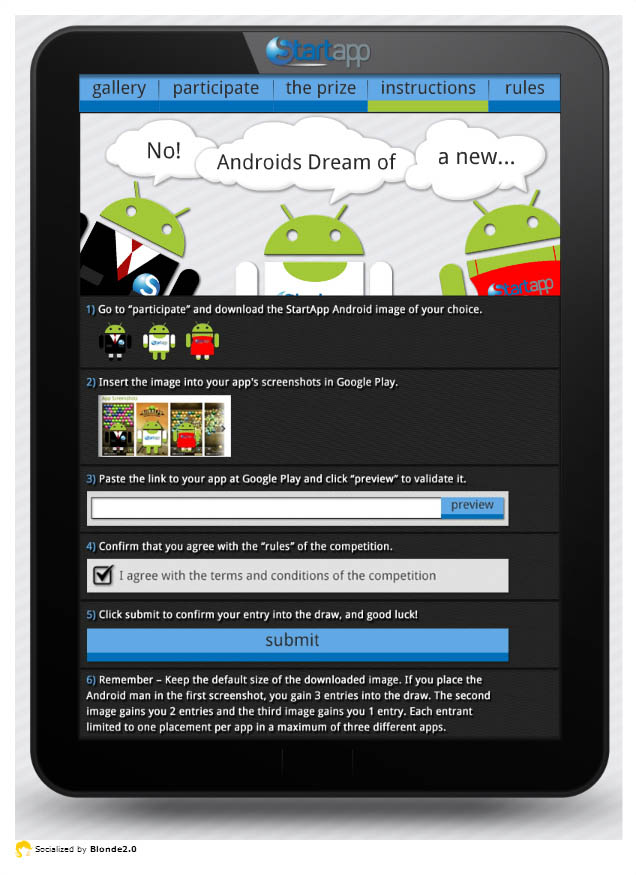 Startapp
gallery participate the prize instructions rules
No! Androids Dream of a new...
Startapp Startapp
1) Go to “participate” and download the StartApp Android image of your choice.
2) Insert the image into your app's screenshots in Google Play.
App Screenshots
3) Paste the link to your app at Google Play and click “preview” to validate it.
preview
4) Confirm that you agree with the “rules” of the competition.
I agree with the terms and conditions of the competition
5) Click submit to confirm your entry into the draw, and good luck!
submit
6) Remember – Keep the default size of the downloaded image. If you place the
Android man in the first screenshot, you gain 3 entries into the draw. The second
image gains you 2 entries and the third image gains you 1 entry. Each entrant
limited to one placement per app in a maximum of three different apps.
Socialized by Blonde2.0